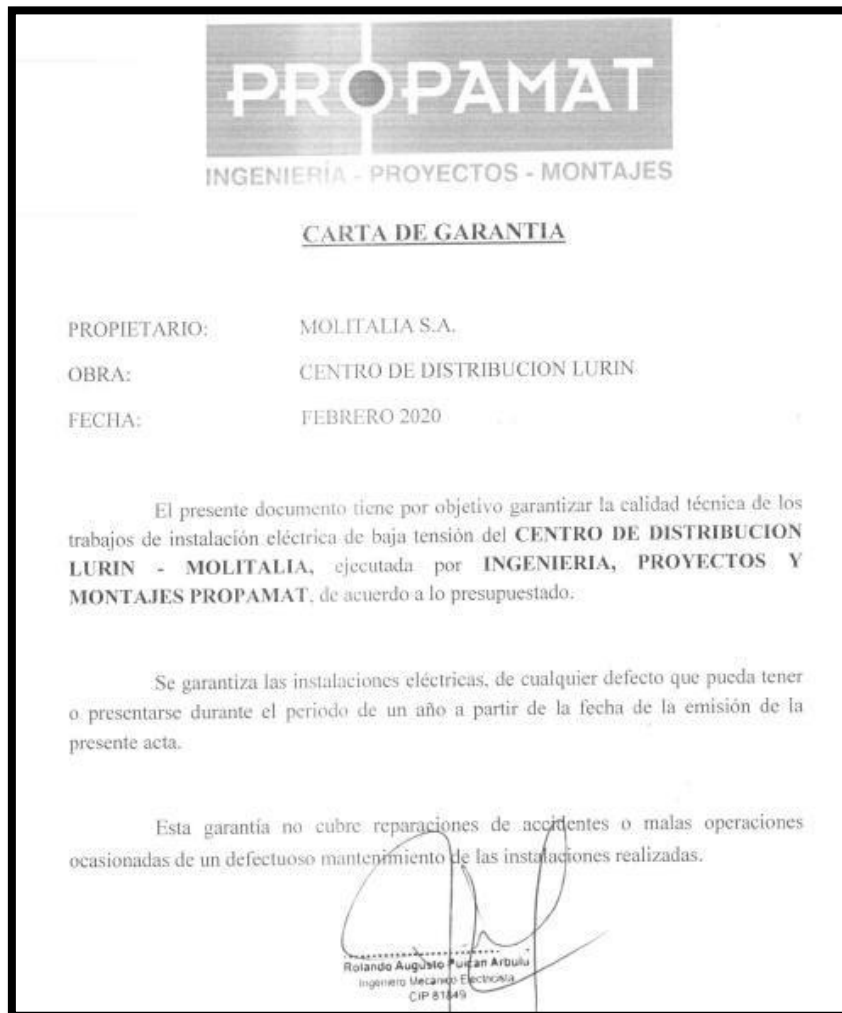 PROPAMAT
INGENIERÍA - PROYECTOS - MONTAJES
CARTA DE GARANTIA
PROPIETARIO: MOLITALIA S.A.
OBRA: CENTRO DE DISTRIBUCION LURIN
FECHA: FEBRERO 2020
El presente documento tiene por objetivo garantizar la calidad técnica de los
trabajos de instalación eléctrica de baja tensión del CENTRO DE DISTRIBUCION
LURIN - MOLITALIA, ejecutada por INGENIERIA, PROYECTOS Y
MONTAJES PROPAMAT, de acuerdo a lo presupuestado.
Se garantiza las instalaciones eléctricas, de cualquier defecto que pueda tener
o presentarse durante el periodo de un año a partir de la fecha de la emisión de la
presente acta.
Esta garantía no cubre reparaciones de accidentes o malas operaciones
ocasionadas de un defectuoso mantenimiento de las instalaciones realizadas.
Rolando Augusto Puican Arbulu
Ingeniero Mecanico Electricista
CIP 81849